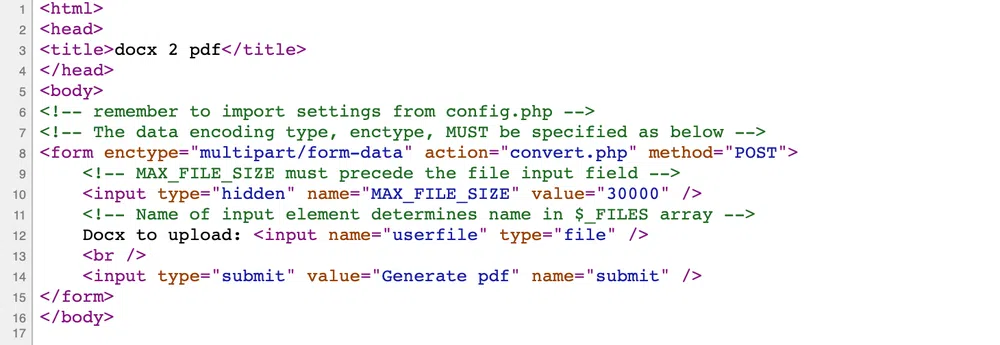 1 <html>
2 <head>
3 <title>docx 2 pdf</title>
4 </head>
5 <body>
6 <!-- remember to import settings from config.php -->
7 <!-- The data encoding type, enctype, MUST be specified as below -->
8 <form enctype="multipart/form-data" action="convert.php" method="POST">
9     <!-- MAX_FILE_SIZE must precede the file input field -->
10     <input type="hidden" name="MAX_FILE_SIZE" value="30000" />
11     <!-- Name of input element determines name in $_FILES array -->
12     Docx to upload: <input name="userfile" type="file" />
13     <br />
14     <input type="submit" value="Generate pdf" name="submit" />
15 </form>
16 </body>
17